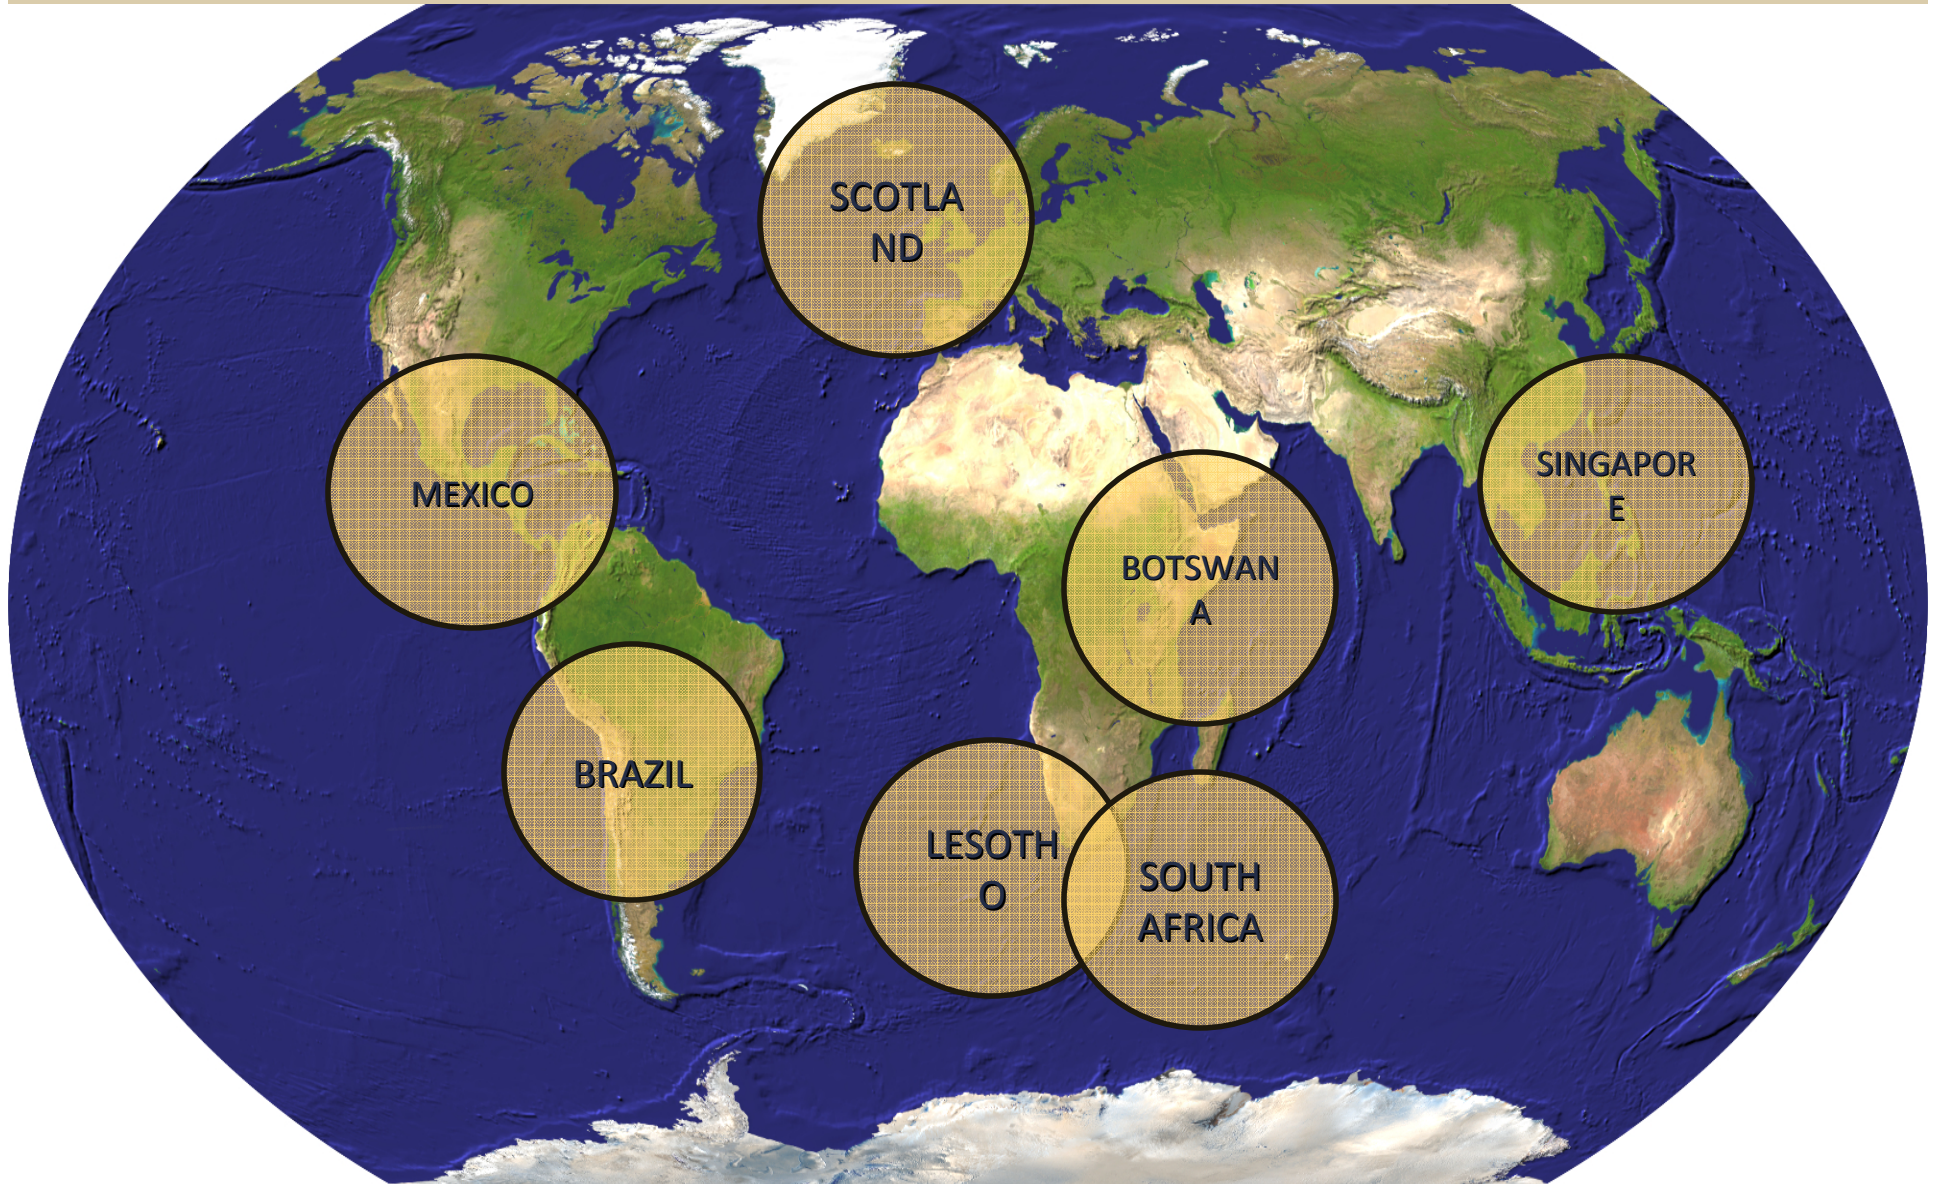 SCOTLA
ND
MEXICO
SINGAPOR
E
BOTSWAN
A
BRAZIL
LESOTH
O
SOUTH
AFRICA